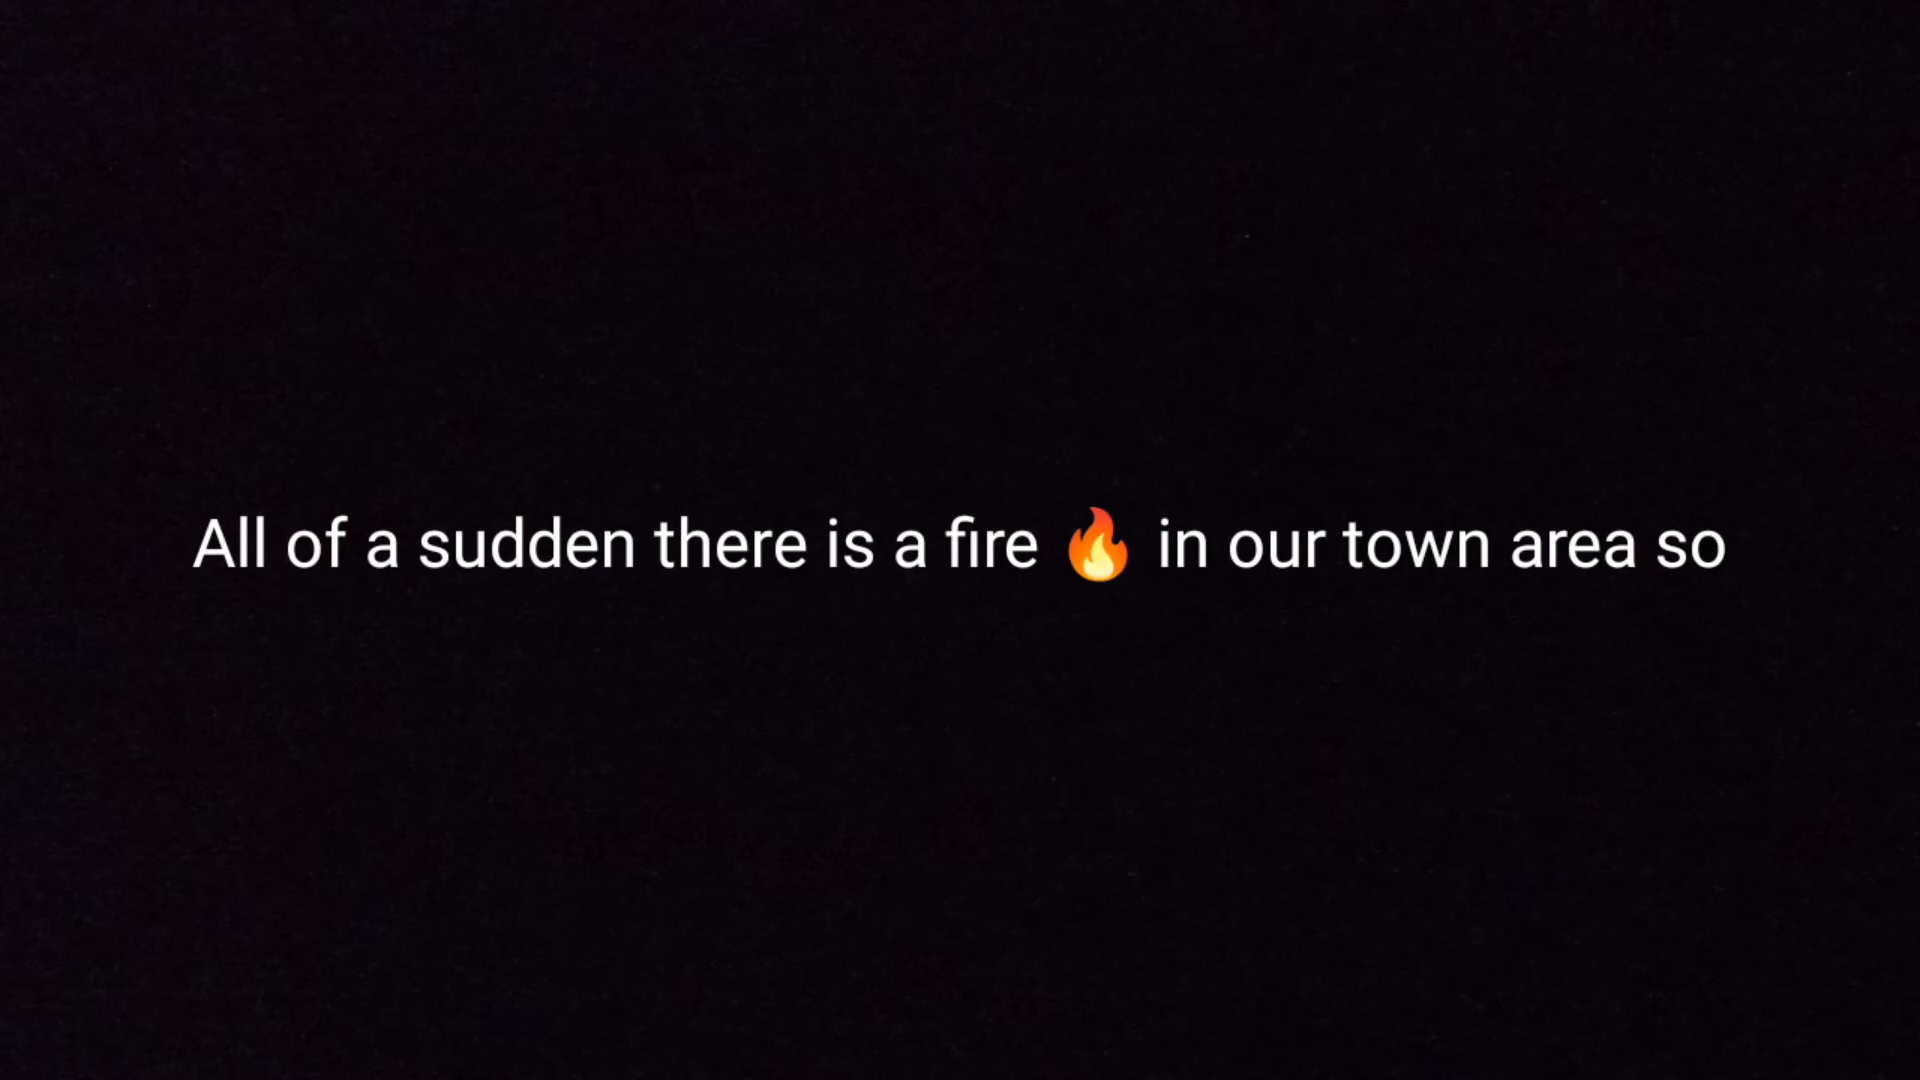 All of a sudden there is a fire 🔥 in our town area so